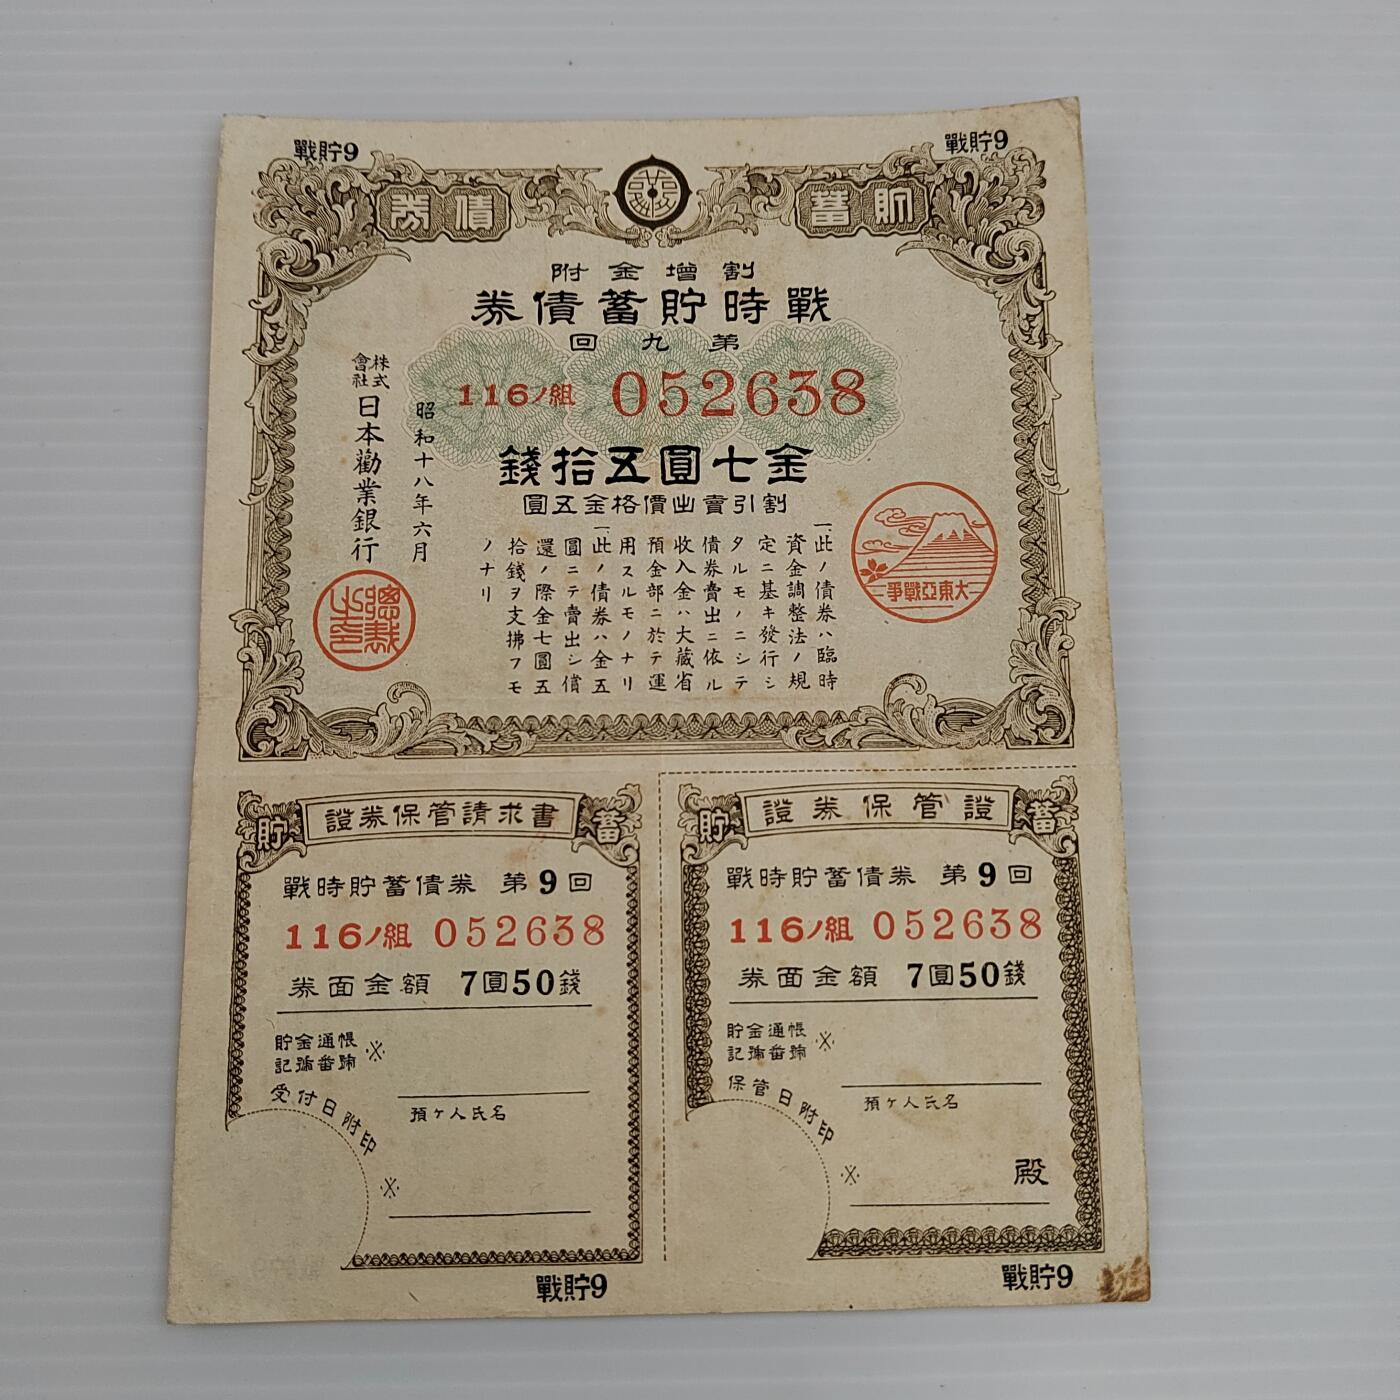 戰貯9
戰貯9
貯蓄
債券
割增金附
戰時貯蓄債券
第九回
116ノ組 052638
金七圓五拾錢
割引賣出價格金五圓
一、此ノ債券ハ臨時
資金調整法ノ規
定ニ基キ發行シ
タルモノニシテ
債券賣出ニ依ル
收入金ハ大藏省
預金部ニ於テ運
用スルモノナリ
一、此ノ債券ハ金五
圓ニテ賣出シ償
還ノ際金七圓五
拾錢ヲ支拂フモ
ノナリ
大東亞戰爭
昭和十八年六月
株式會社 日本勸業銀行
總裁之印
證券保管請求書
貯
蓄
戰時貯蓄債券 第9回
116ノ組 052638
券面金額 7圓50錢
貯金通帳
記號番號 ※
受付日附印
預ケ人氏名
※
戰貯9
證券保管證
貯
蓄
戰時貯蓄債券 第9回
116ノ組 052638
券面金額 7圓50錢
貯金通帳
記號番號 ※
保管日附印
預ケ人氏名
※
殿
戰貯9